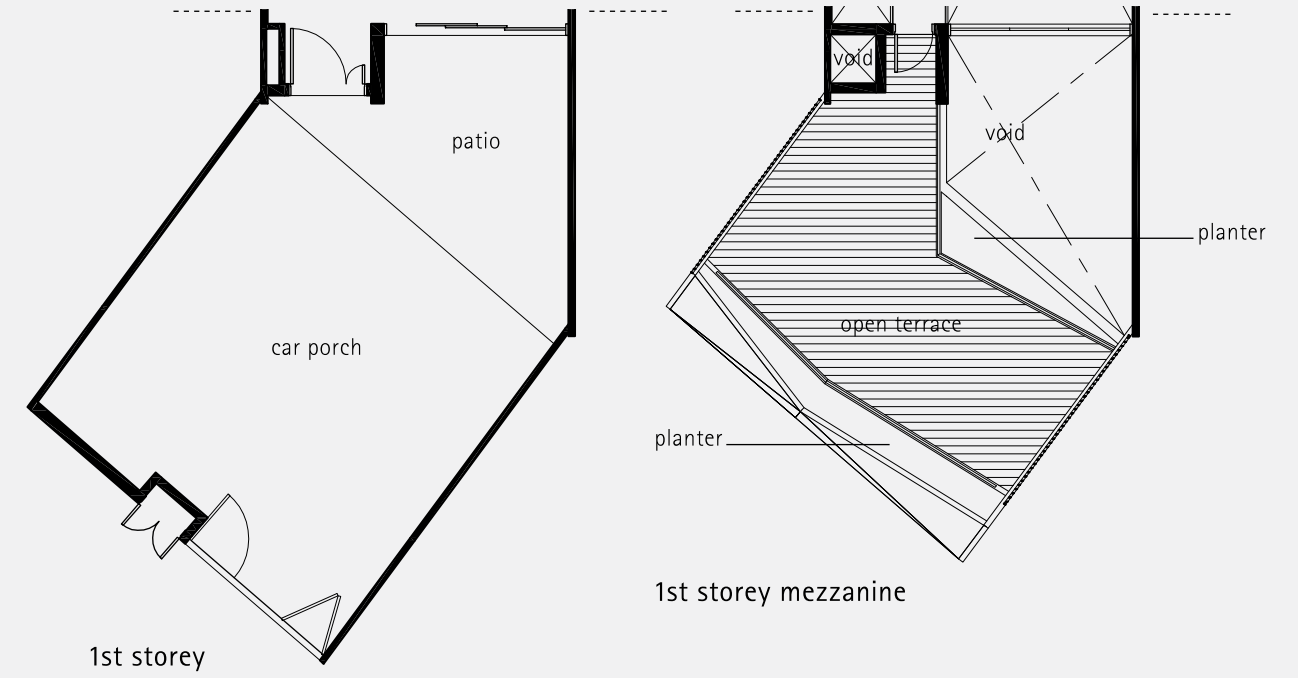 patio
car porch
1st storey
void
void
planter
open terrace
planter
1st storey mezzanine